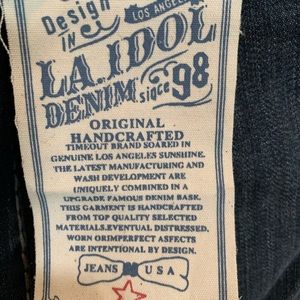 Design
IN
LOS ANGELES
L.A. IDOL
DENIM sigce 98
ORIGINAL
HANDCRAFTED
TIMEOUT BRAND SOARED IN
GENUINE LOS ANGELES SUNSHINE.
THE LATEST MANUFACTURING AND
WASH DEVELOPMENT ARE
UNIQUELY COMBINED IN A
UPGRADE FAMOUS DENIM BASE.
THIS GARMENT IS HANDCRAFTED
FROM TOP QUALITY SELECTED
MATERIALS.EVENTUAL DISTRESSED,
WORN ORIMPERFECT ASFECTS
ARE INTENTIONAL BY DESIGN.
JEANS USA